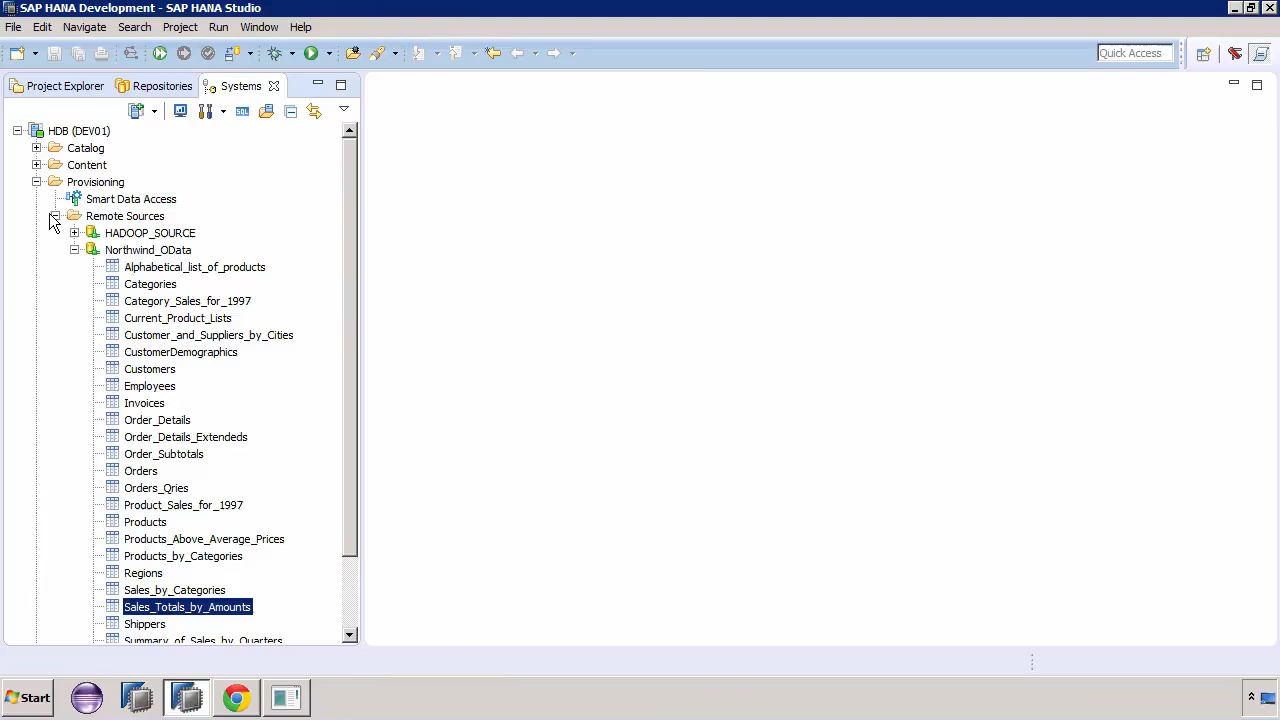 SAP HANA Development - SAP HANA Studio
File Edit Navigate Search Project Run Window Help
Quick Access
Project Explorer Repositories Systems
SQL
HDB (DEV01)
Catalog
Content
Provisioning
Smart Data Access
Remote Sources
HADOOP_SOURCE
Northwind_OData
Alphabetical_list_of_products
Categories
Category_Sales_for_1997
Current_Product_Lists
Customer_and_Suppliers_by_Cities
CustomerDemographics
Customers
Employees
Invoices
Order_Details
Order_Details_Extendeds
Order_Subtotals
Orders
Orders_Qries
Product_Sales_for_1997
Products
Products_Above_Average_Prices
Products_by_Categories
Regions
Sales_by_Categories
Sales_Totals_by_Amounts
Shippers
Summary_of_Sales_by_Quarters
Start